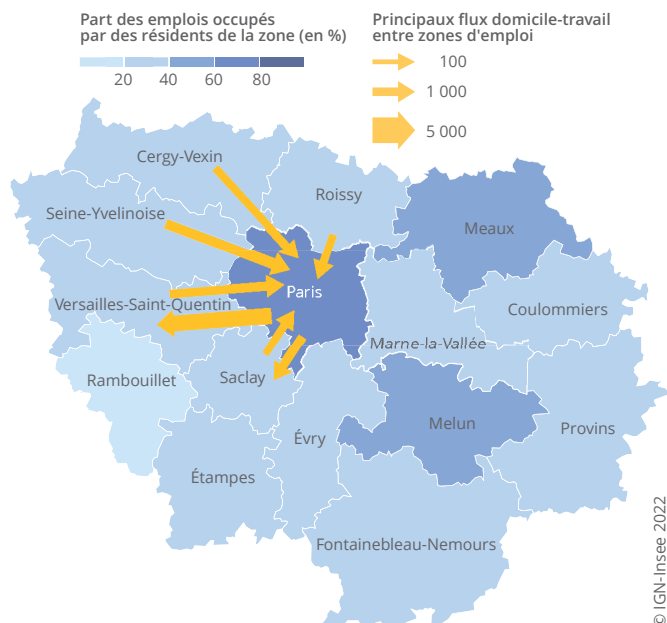 Part des emplois occupés
par des résidents de la zone (en %)
20 40 60 80
Principaux flux domicile-travail
entre zones d'emploi
100
1 000
5 000
Cergy-Vexin
Roissy
Seine-Yvelinoise
Meaux
Paris
Versailles-Saint-Quentin
Coulommiers
Marne-la-Vallée
Rambouillet
Saclay
Melun
Provins
Évry
Étampes
Fontainebleau-Nemours
© IGN-Insee 2022